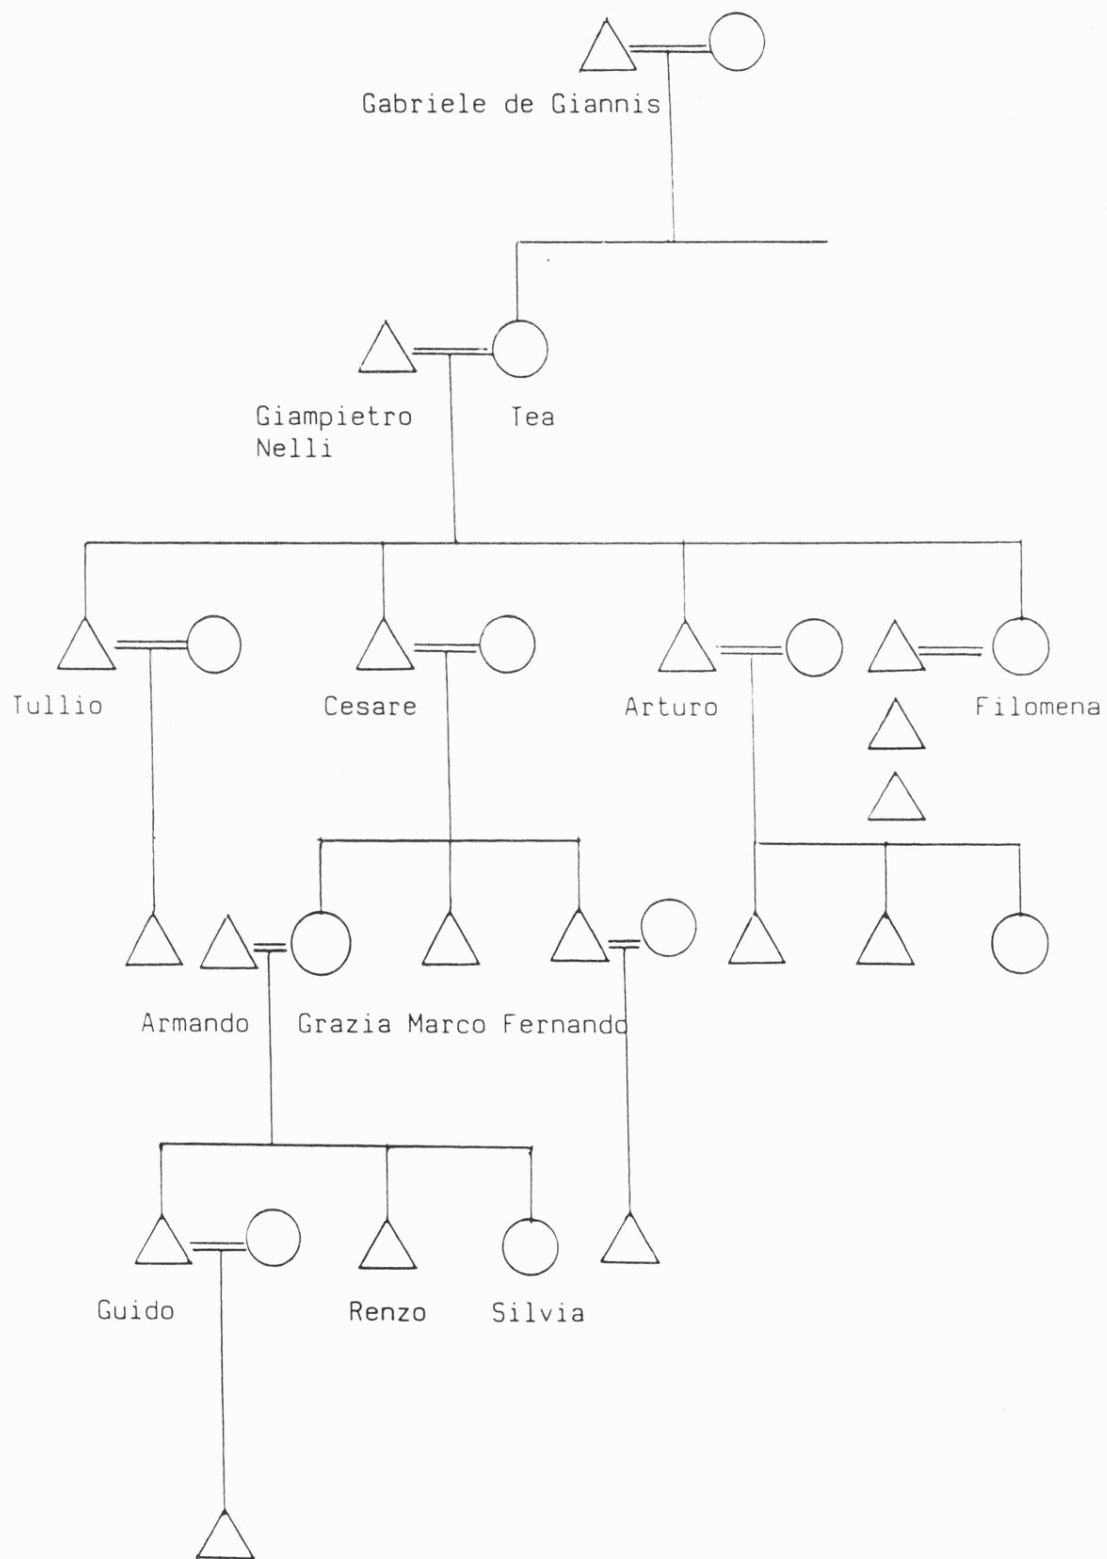 Gabriele de Giannis
Giampietro Tea
Nelli
Tullio Cesare Arturo Filomena
Armando Grazia Marco Fernando
Guido Renzo Silvia